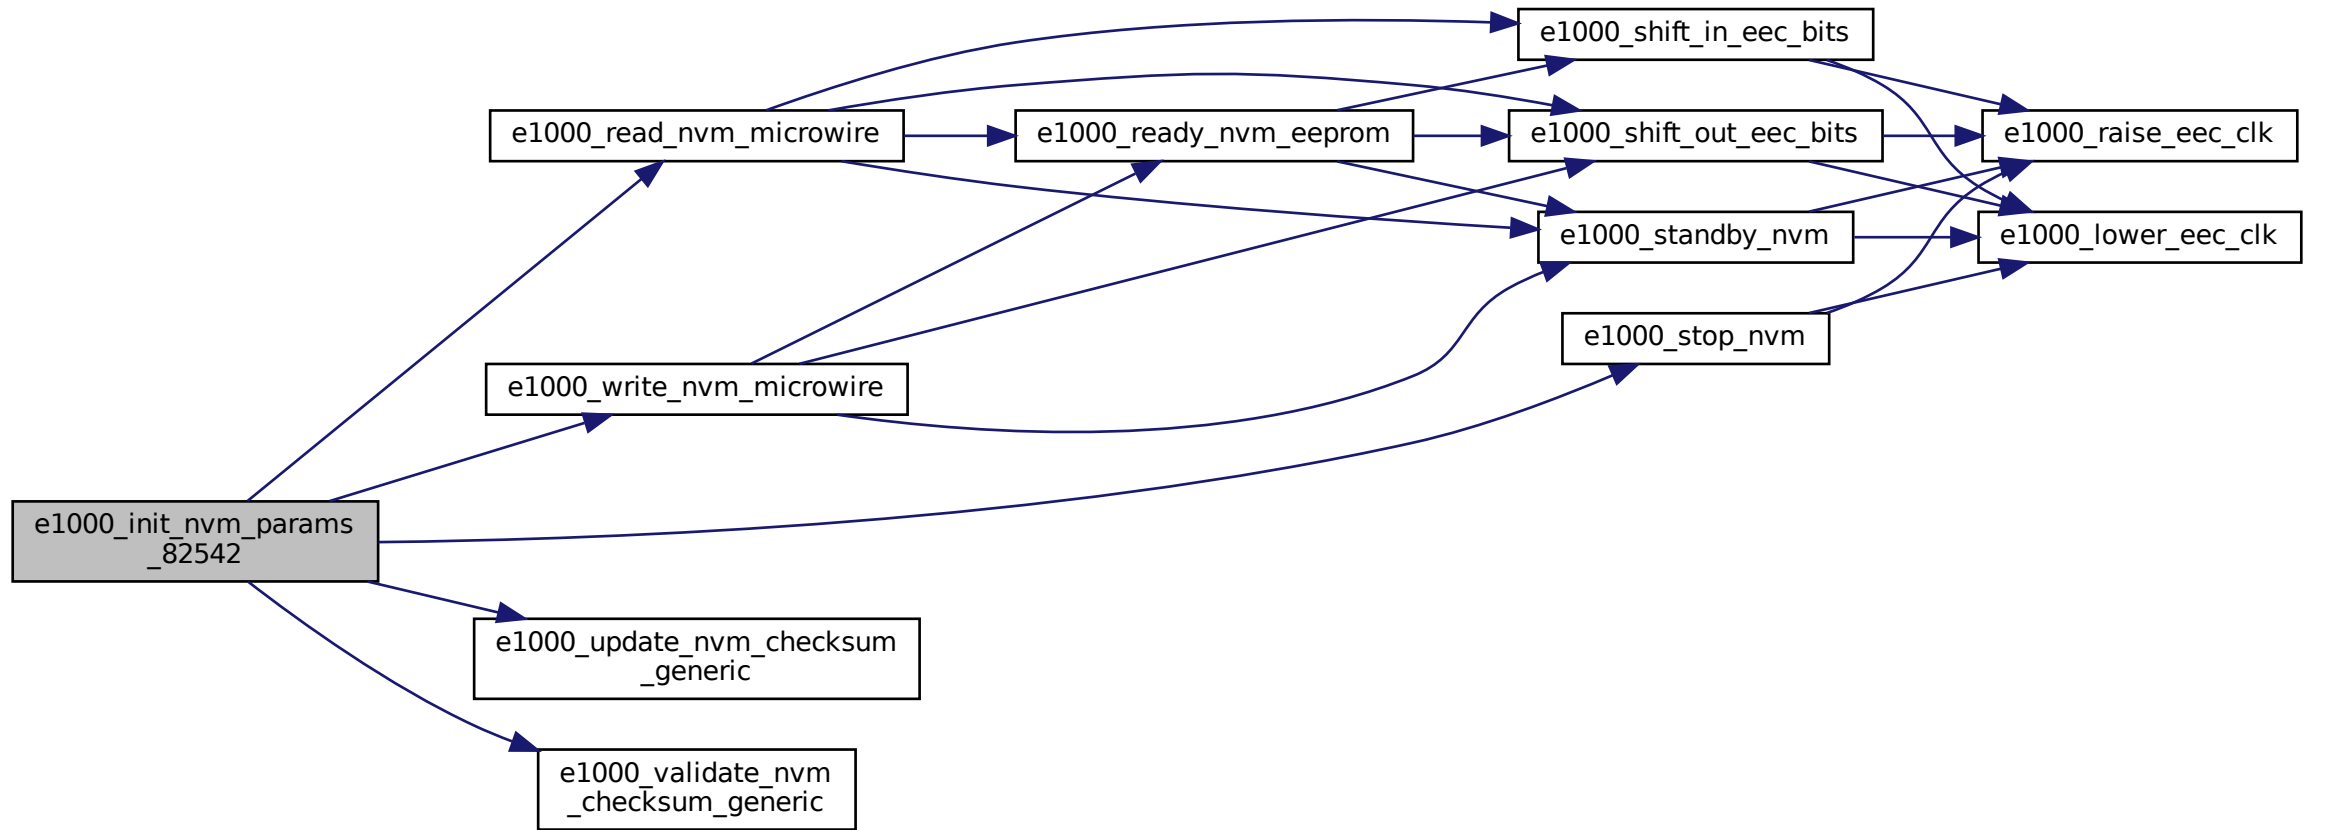 e1000_shift_in_eec_bits
e1000_read_nvm_microwire
e1000_ready_nvm_eeprom
e1000_shift_out_eec_bits
e1000_raise_eec_clk
e1000_standby_nvm
e1000_lower_eec_clk
e1000_stop_nvm
e1000_write_nvm_microwire
e1000_init_nvm_params
_82542
e1000_update_nvm_checksum
_generic
e1000_validate_nvm
_checksum_generic